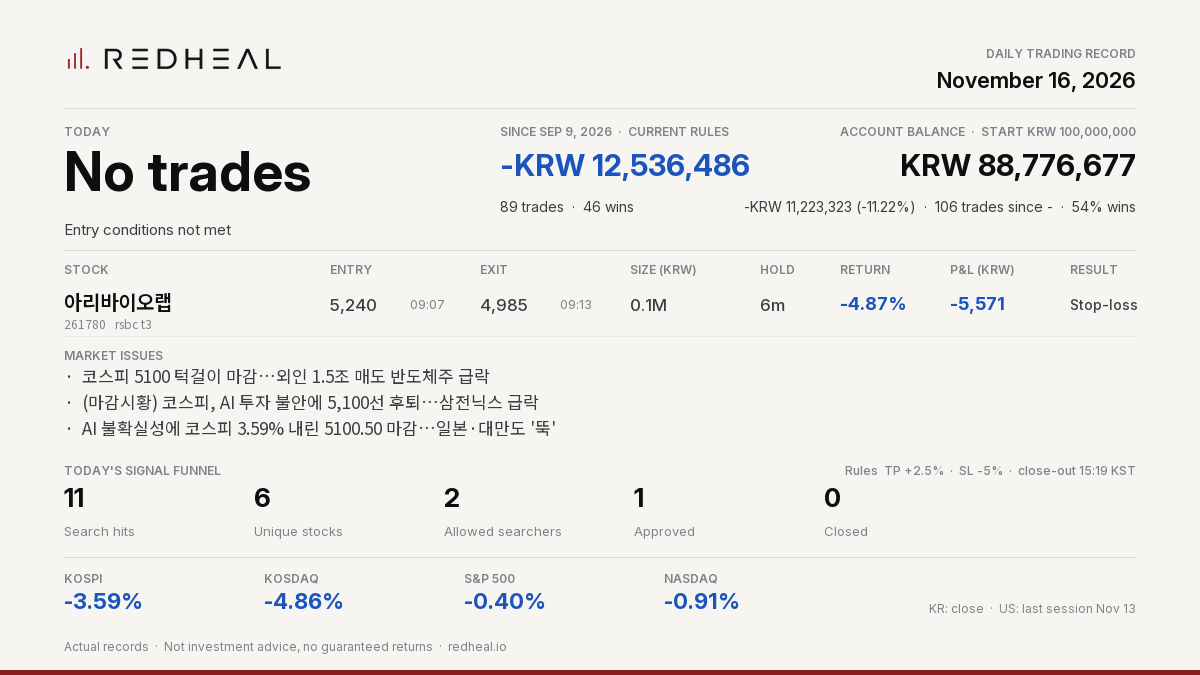 REDHEAL
DAILY TRADING RECORD
November 16, 2026
TODAY
No trades
Entry conditions not met
SINCE SEP 9, 2026 · CURRENT RULES
-KRW 12,536,486
89 trades · 46 wins
ACCOUNT BALANCE · START KRW 100,000,000
KRW 88,776,677
-KRW 11,223,323 (-11.22%) · 106 trades since - · 54% wins
STOCK ENTRY EXIT SIZE (KRW) HOLD RETURN P&L (KRW) RESULT
아리바이오랩 5,240 09:07 4,985 09:13 0.1M 6m -4.87% -5,571 Stop-loss
261780 rsbc t3
MARKET ISSUES
· 코스피 5100 턱걸이 마감…외인 1.5조 매도 반도체주 급락
· (마감시황) 코스피, AI 투자 불안에 5,100선 후퇴…삼전닉스 급락
· AI 불확실성에 코스피 3.59% 내린 5100.50 마감…일본·대만도 '뚝'
TODAY'S SIGNAL FUNNEL
Rules TP +2.5% · SL -5% · close-out 15:19 KST
11 6 2 1 0
Search hits Unique stocks Allowed searchers Approved Closed
KOSPI KOSDAQ S&P 500 NASDAQ
-3.59% -4.86% -0.40% -0.91%
KR: close · US: last session Nov 13
Actual records · Not investment advice, no guaranteed returns · redheal.io